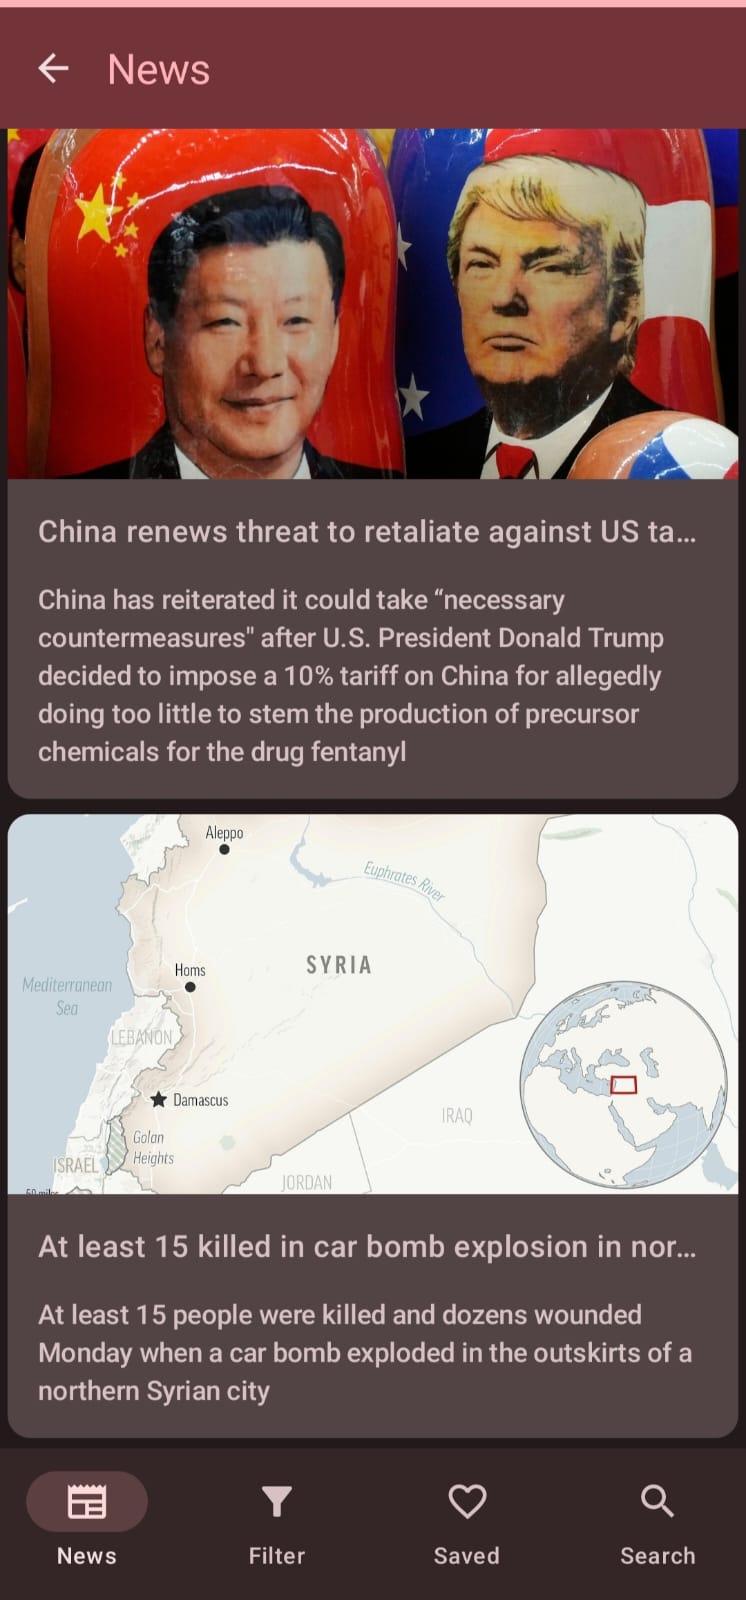 News
China renews threat to retaliate against US ta...
China has reiterated it could take “necessary
countermeasures" after U.S. President Donald Trump
decided to impose a 10% tariff on China for allegedly
doing too little to stem the production of precursor
chemicals for the drug fentanyl
Aleppo
Euphrates River
SYRIA
Homs
Mediterranean
Sea
LEBANON
Damascus
Golan
Heights
IRAQ
ISRAEL
JORDAN
50 miles
At least 15 killed in car bomb explosion in nor...
At least 15 people were killed and dozens wounded
Monday when a car bomb exploded in the outskirts of a
northern Syrian city
News
Filter
Saved
Search